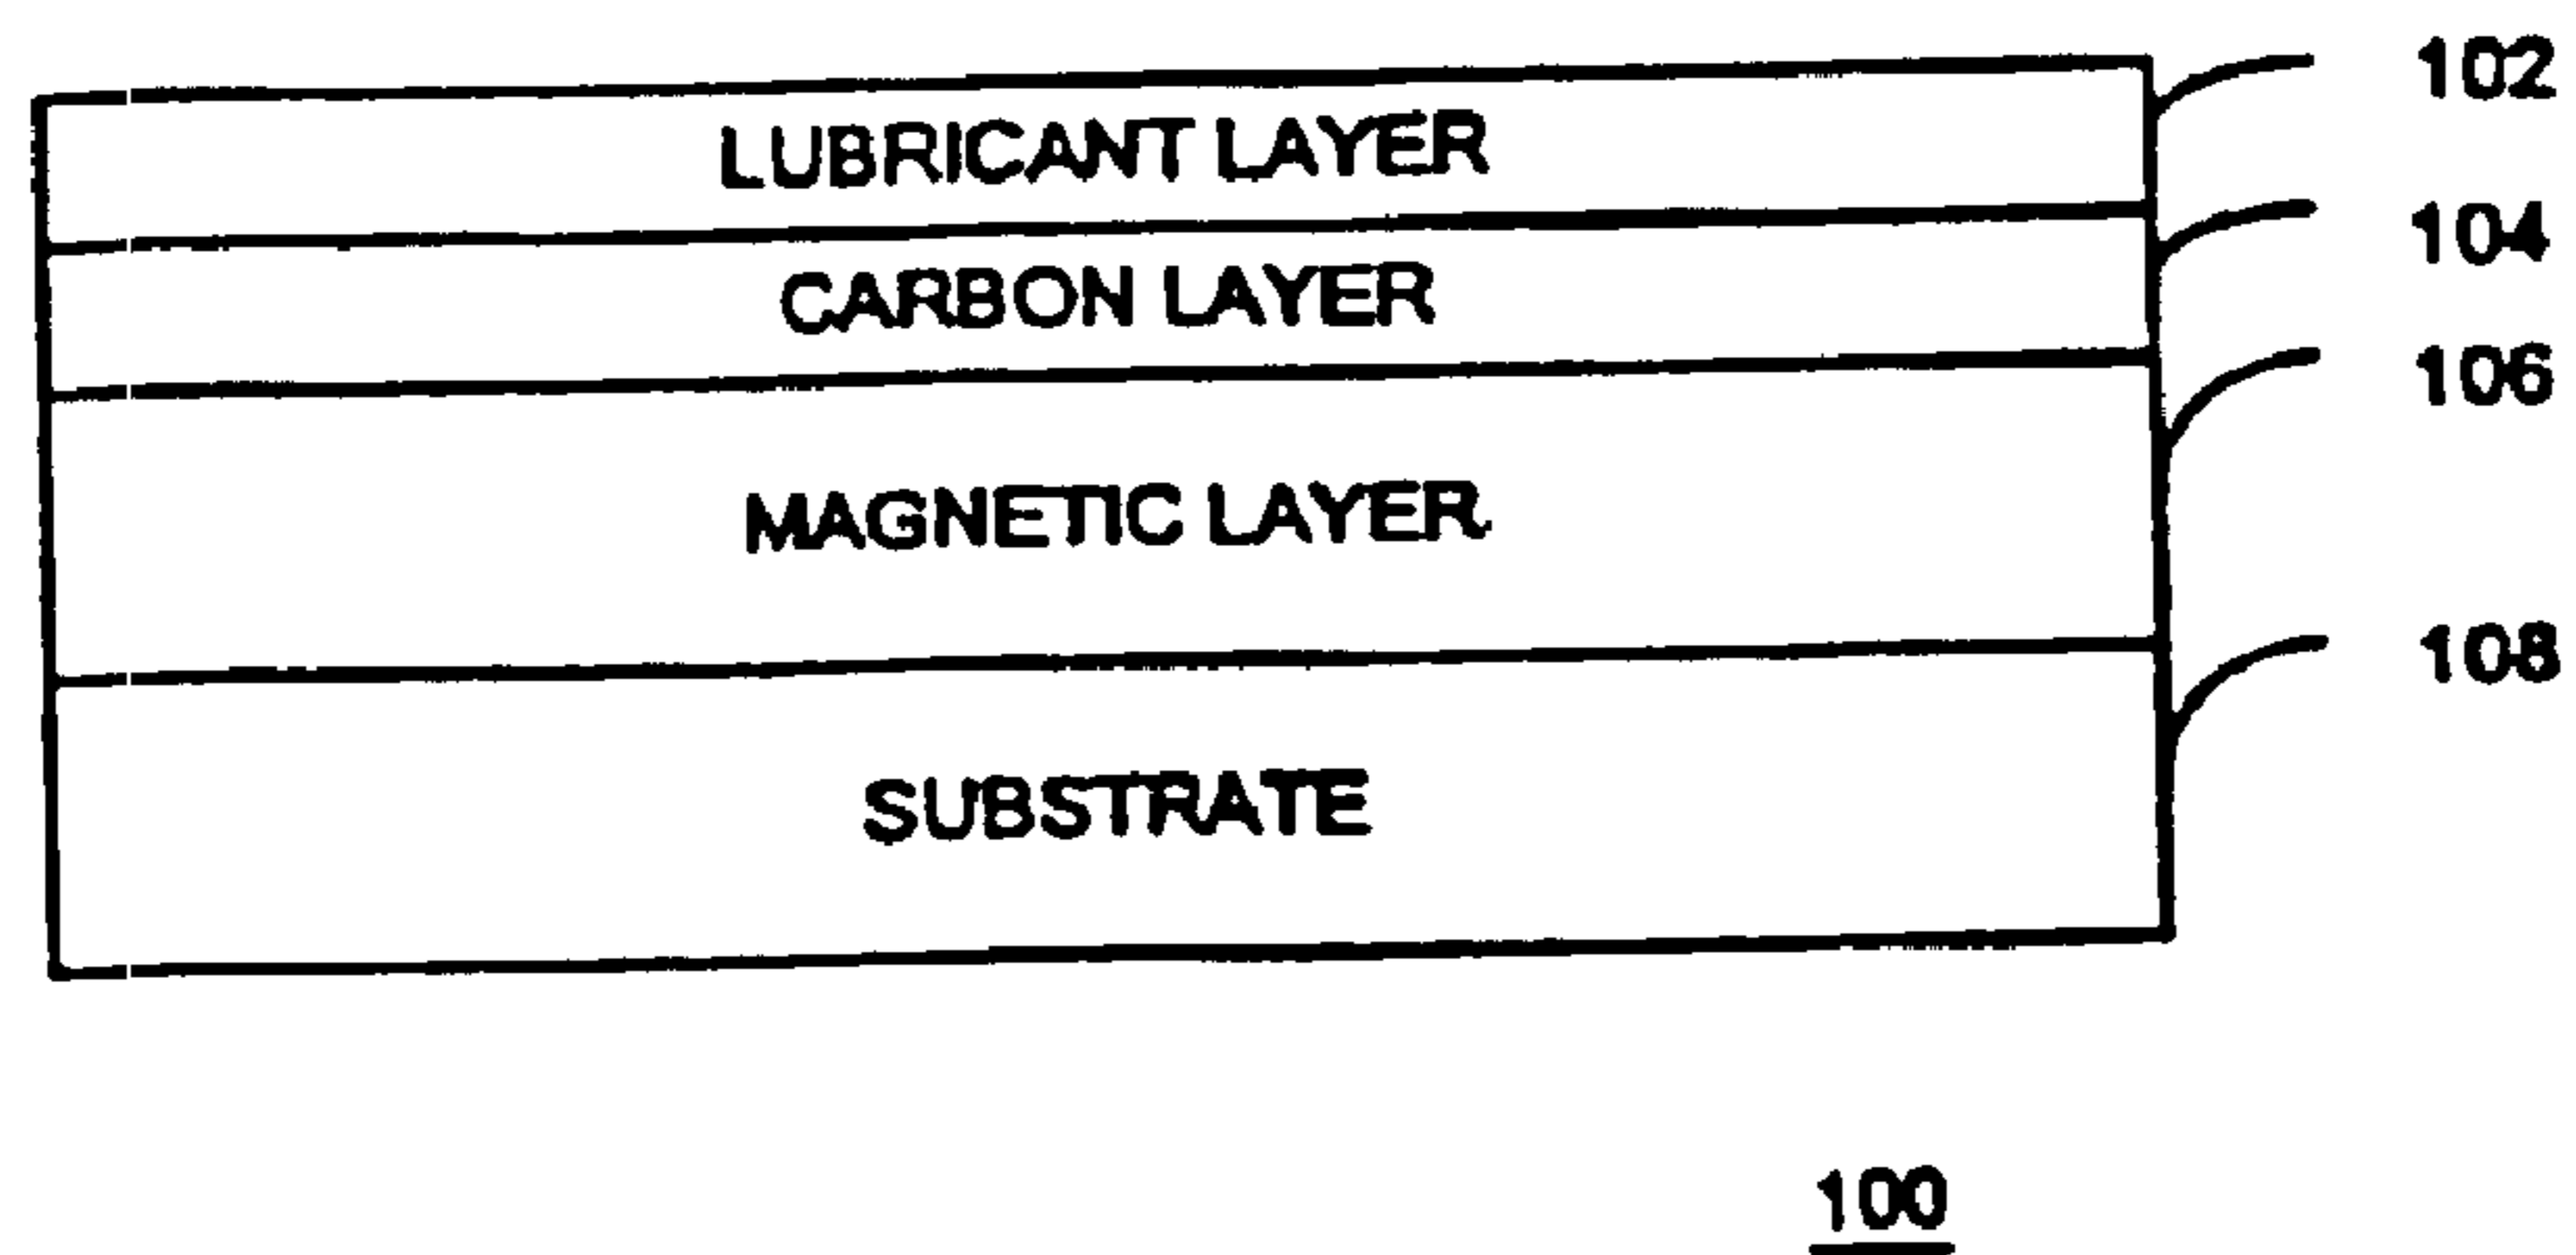 LUBRICANT LAYER 102
CARBON LAYER 104
MAGNETIC LAYER 106
SUBSTRATE 108
100